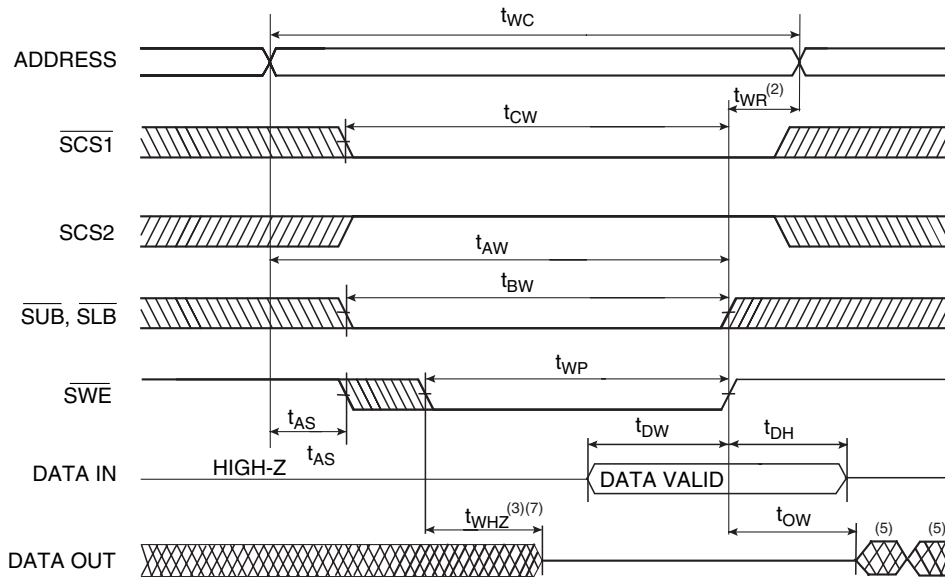 tWC
ADDRESS
tWR(2)
tCW
SCS1
SCS2
tAW
tBW
SUB, SLB
tWP
SWE
tAS
tDW
tDH
tAS
HIGH-Z
DATA IN
DATA VALID
tWHZ(3)(7)
tOW
(5)
(5)
DATA OUT